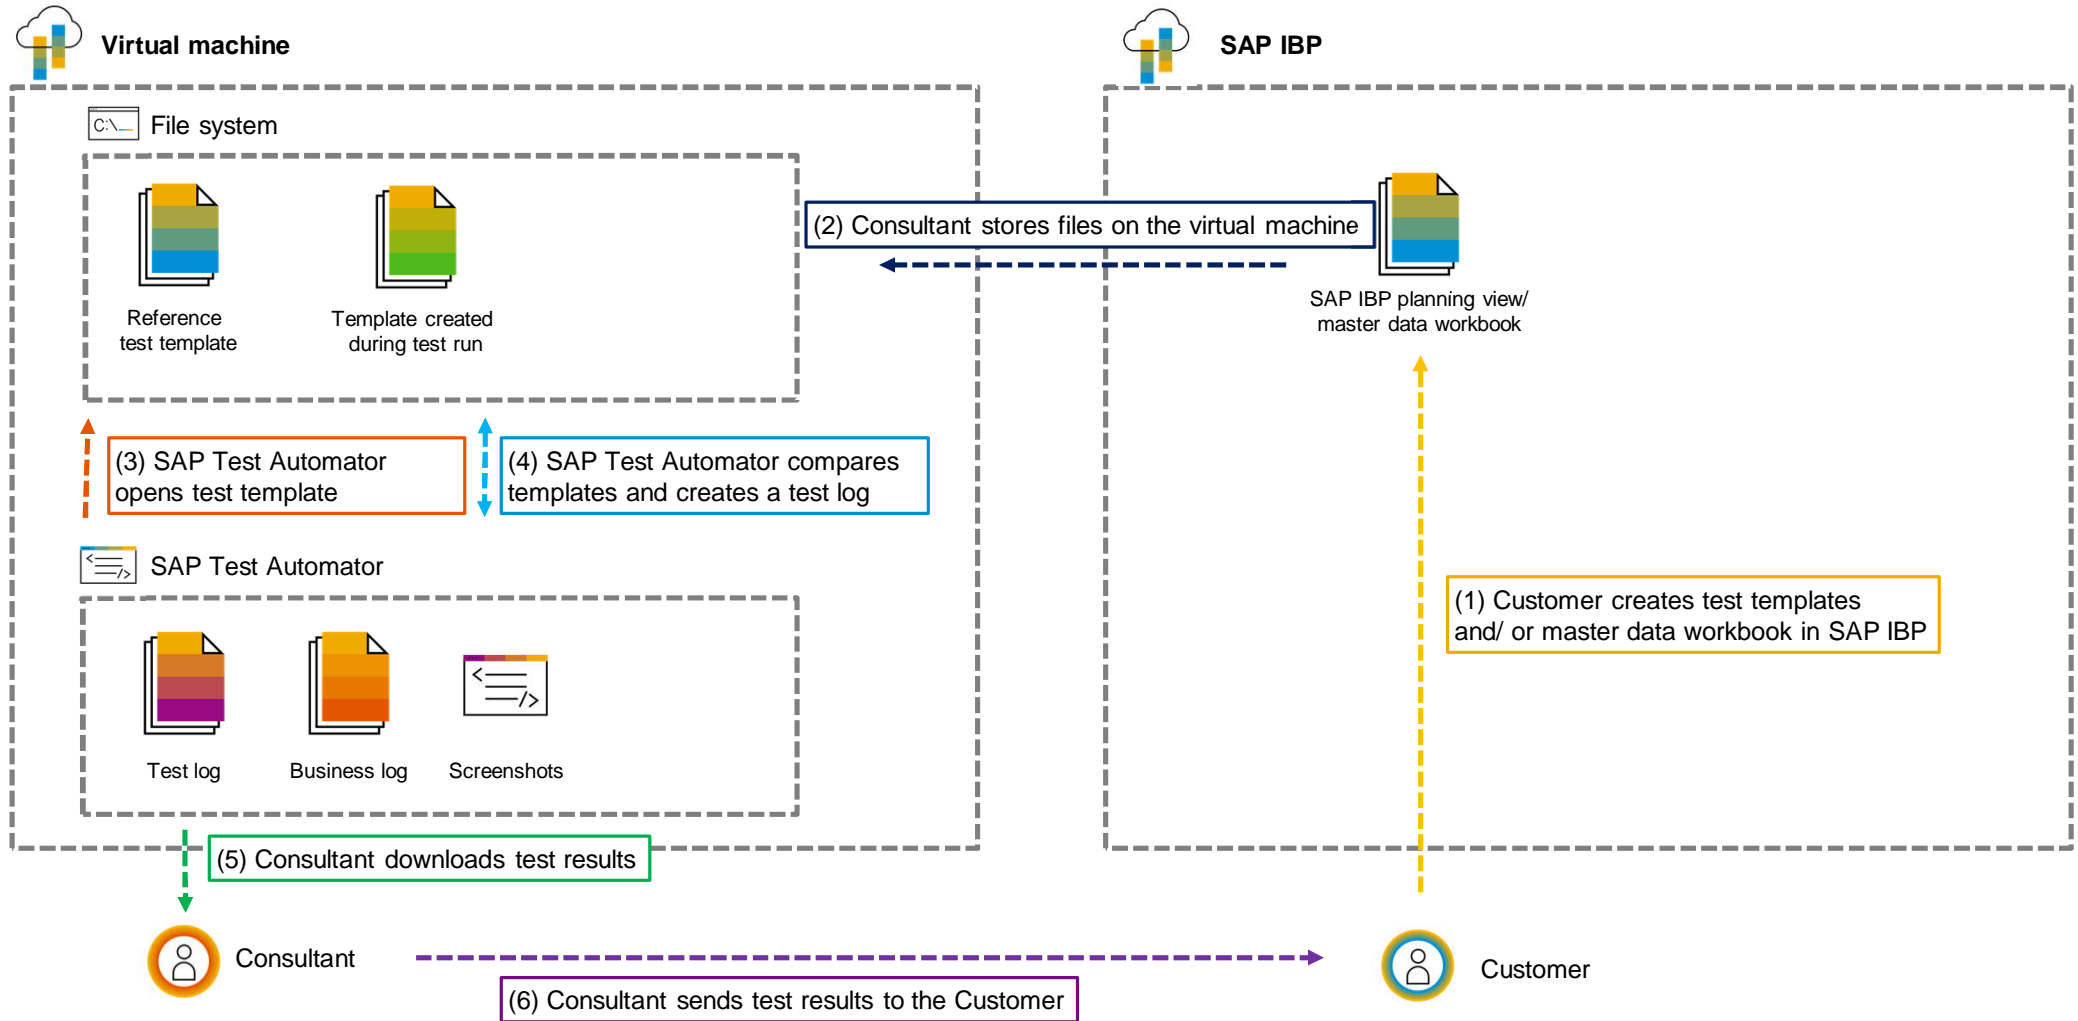 Virtual machine
SAP IBP
C:\
File system
(2) Consultant stores files on the virtual machine
Reference
test template
Template created
during test run
SAP IBP planning view/
master data workbook
(3) SAP Test Automator
opens test template
(4) SAP Test Automator compares
templates and creates a test log
SAP Test Automator
(1) Customer creates test templates
and/ or master data workbook in SAP IBP
Test log
Business log
Screenshots
(5) Consultant downloads test results
Consultant
Customer
(6) Consultant sends test results to the Customer